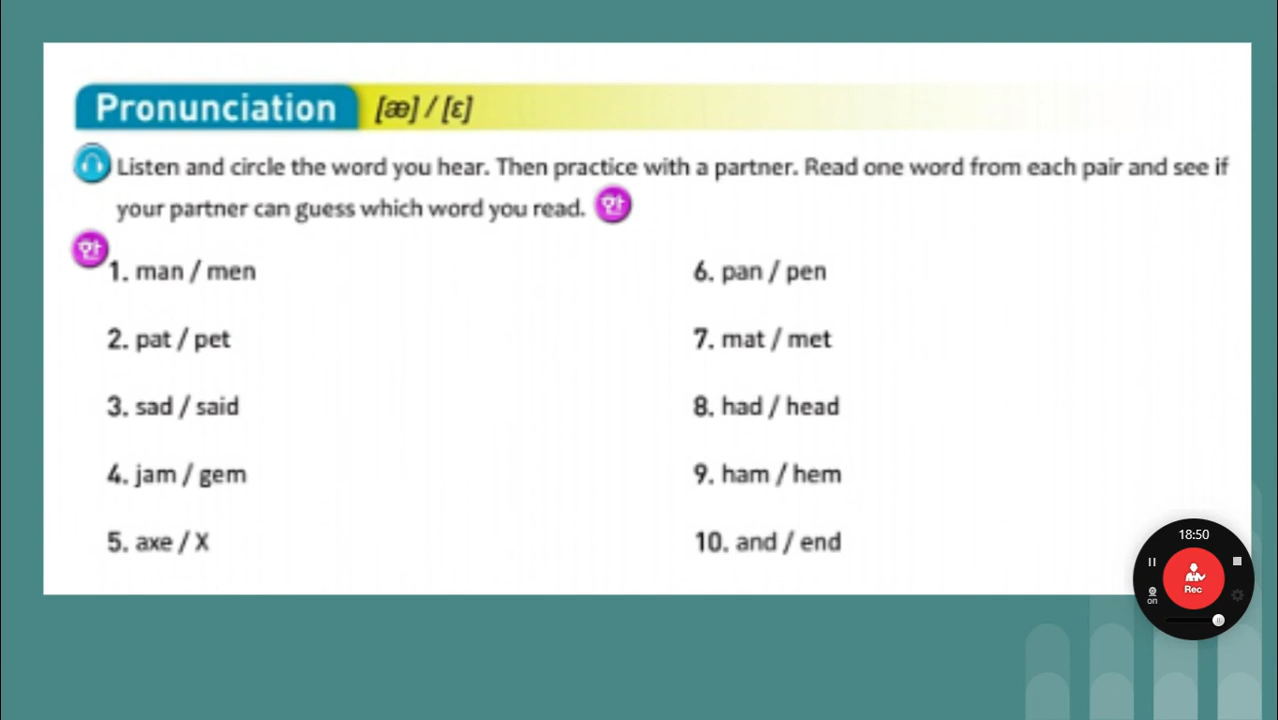 Pronunciation [æ] / [ɛ]
Listen and circle the word you hear. Then practice with a partner. Read one word from each pair and see if
your partner can guess which word you read. 한
한
1. man / men
2. pat / pet
3. sad / said
4. jam / gem
5. axe / X
6. pan / pen
7. mat / met
8. had / head
9. ham / hem
10. and / end
18:50
Rec
on